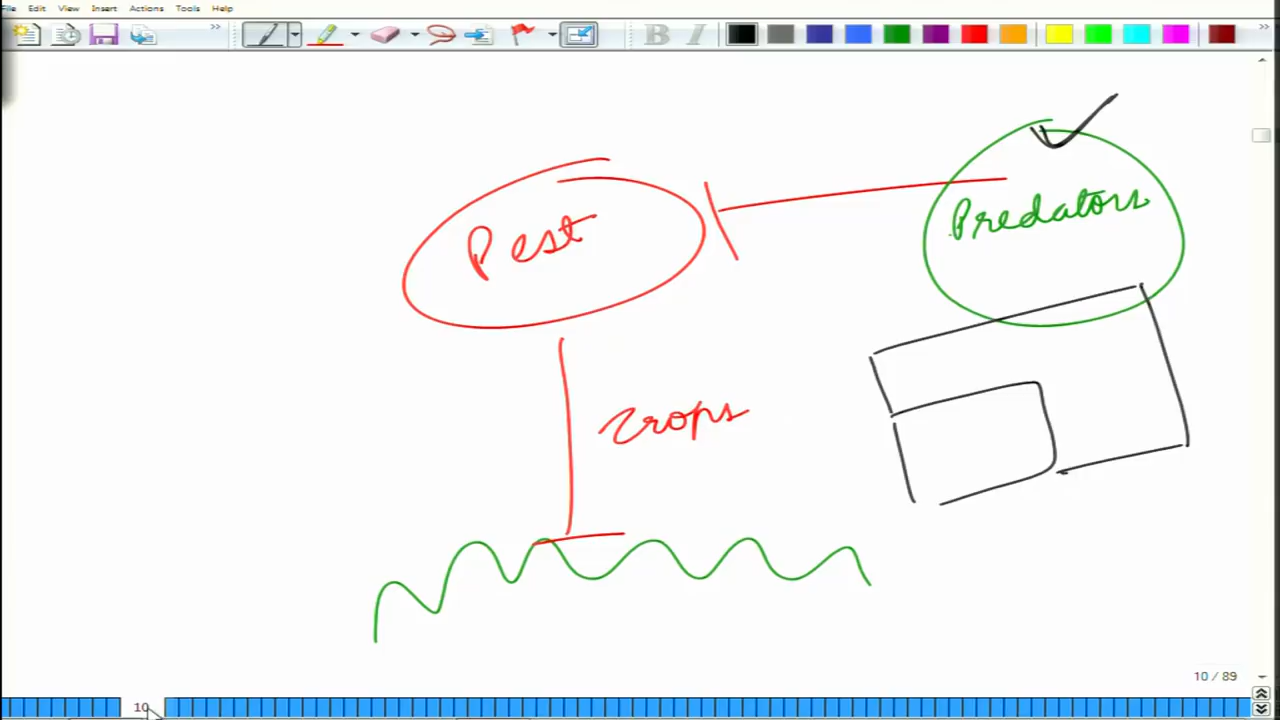 File Edit View Insert Actions Tools Help
B I
Predators
Pest
crops
10 / 89
10